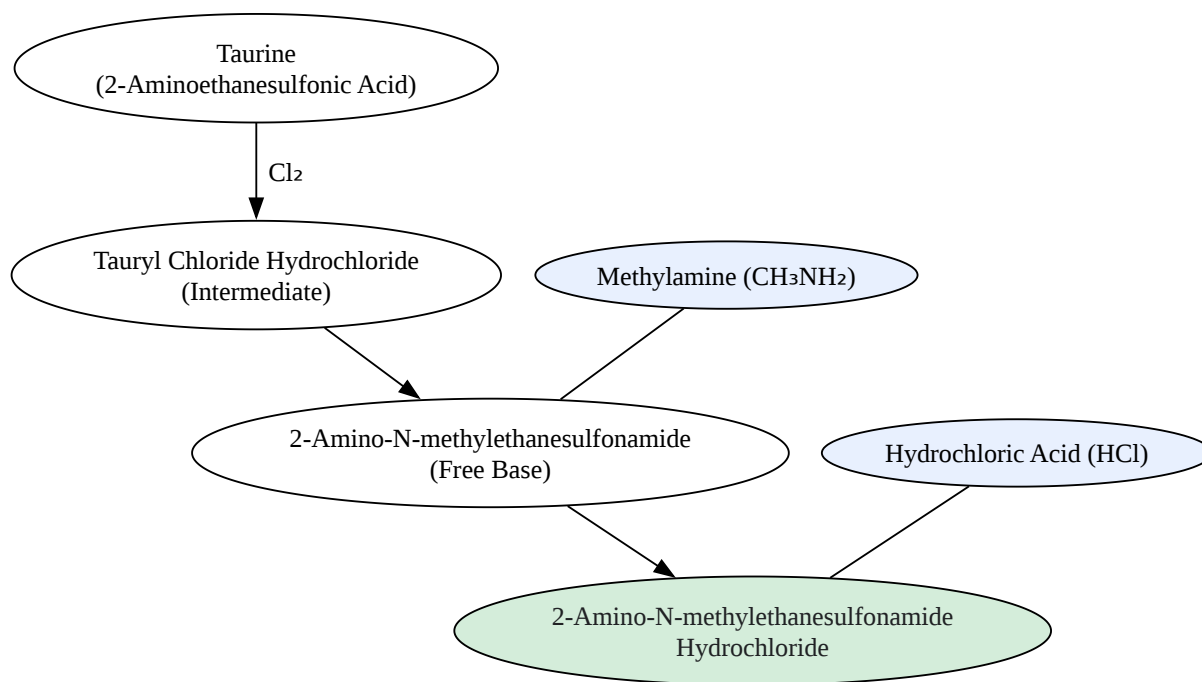 Taurine
(2-Aminoethanesulfonic Acid)
Cl₂
Tauryl Chloride Hydrochloride
(Intermediate)
Methylamine (CH₃NH₂)
2-Amino-N-methylethanesulfonamide
(Free Base)
Hydrochloric Acid (HCl)
2-Amino-N-methylethanesulfonamide
Hydrochloride